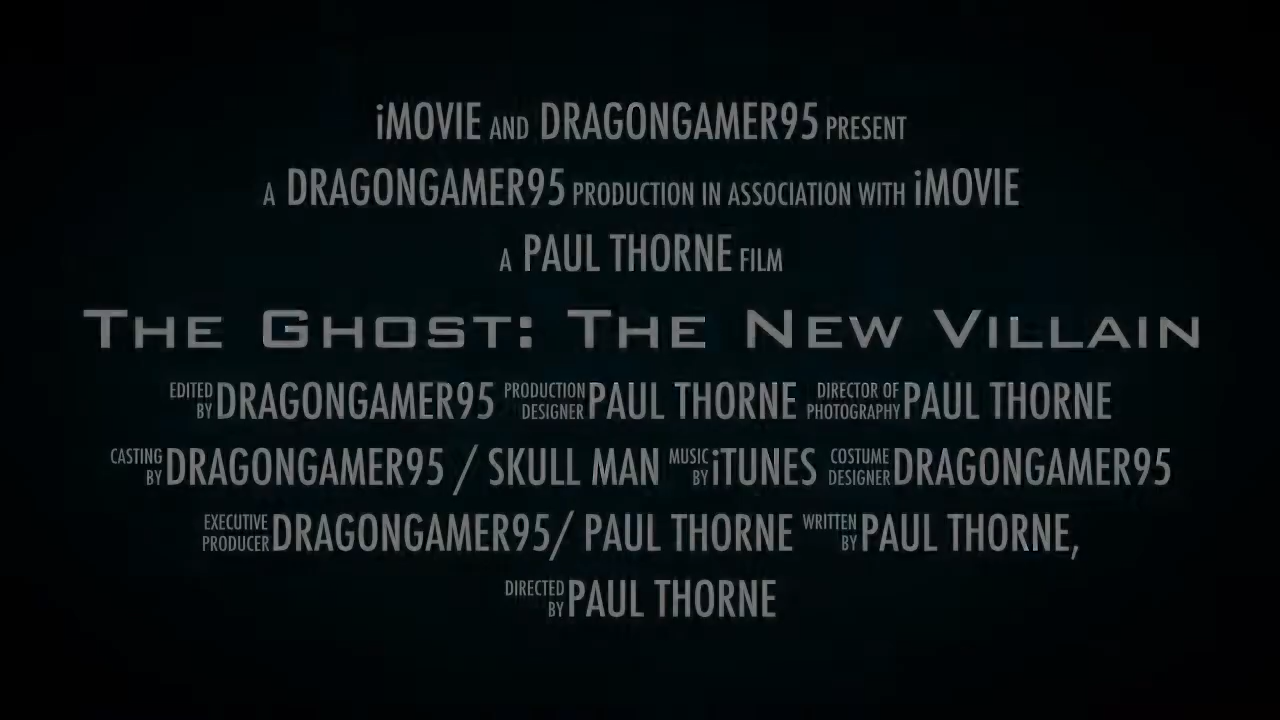 iMOVIE AND DRAGONGAMER95 PRESENT
A DRAGONGAMER95 PRODUCTION IN ASSOCIATION WITH iMOVIE
A PAUL THORNE FILM
THE GHOST: THE NEW VILLAIN
EDITED BY DRAGONGAMER95 PRODUCTION DESIGNER PAUL THORNE DIRECTOR OF PHOTOGRAPHY PAUL THORNE
CASTING BY DRAGONGAMER95 / SKULL MAN MUSIC BY iTUNES COSTUME DESIGNER DRAGONGAMER95
EXECUTIVE PRODUCER DRAGONGAMER95/ PAUL THORNE WRITTEN BY PAUL THORNE,
DIRECTED BY PAUL THORNE